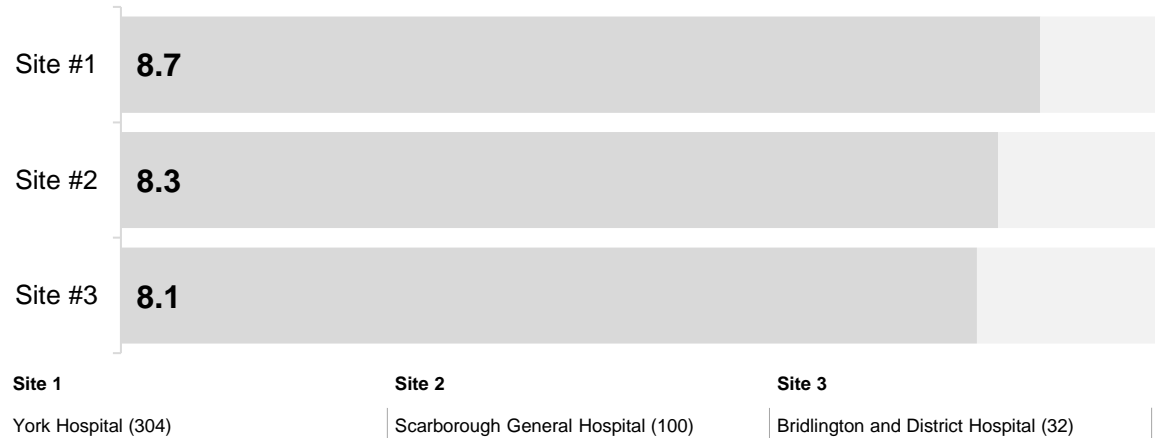 Site #1 8.7
Site #2 8.3
Site #3 8.1
Site 1 Site 2 Site 3
York Hospital (304) Scarborough General Hospital (100) Bridlington and District Hospital (32)